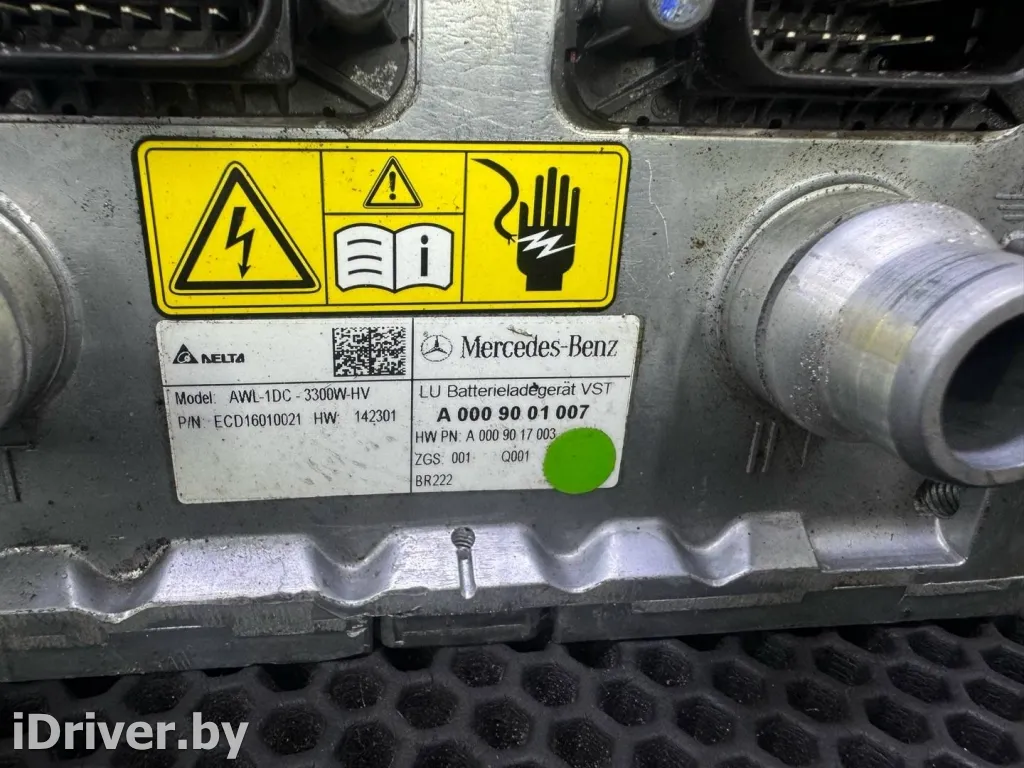 DELTA
Model: AWL-1DC - 3300W-HV
P/N: ECD16010021 HW: 142301
Mercedes-Benz
LU Batterieladegerät VST
A 000 90 01 007
HW PN: A 000 90 17 003
ZGS: 001 Q001
BR222
iDriver.by